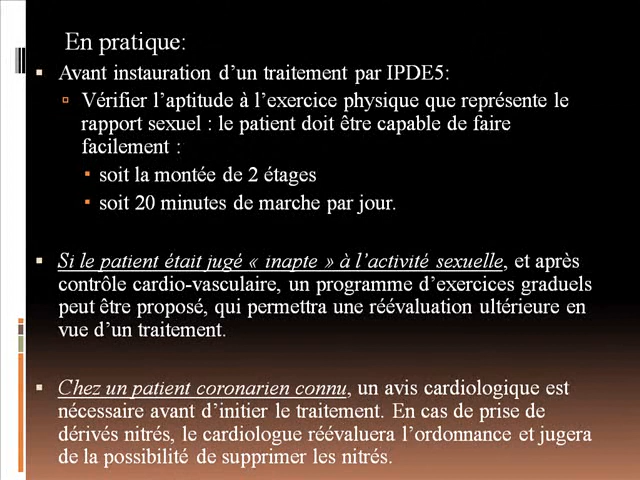 En pratique:
Avant instauration d’un traitement par IPDE5:
Vérifier l’aptitude à l’exercice physique que représente le
rapport sexuel : le patient doit être capable de faire
facilement :
soit la montée de 2 étages
soit 20 minutes de marche par jour.
Si le patient était jugé « inapte » à l’activité sexuelle, et après
contrôle cardio-vasculaire, un programme d’exercices graduels
peut être proposé, qui permettra une réévaluation ultérieure en
vue d’un traitement.
Chez un patient coronarien connu, un avis cardiologique est
nécessaire avant d’initier le traitement. En cas de prise de
dérivés nitrés, le cardiologue réévaluera l’ordonnance et jugera
de la possibilité de supprimer les nitrés.